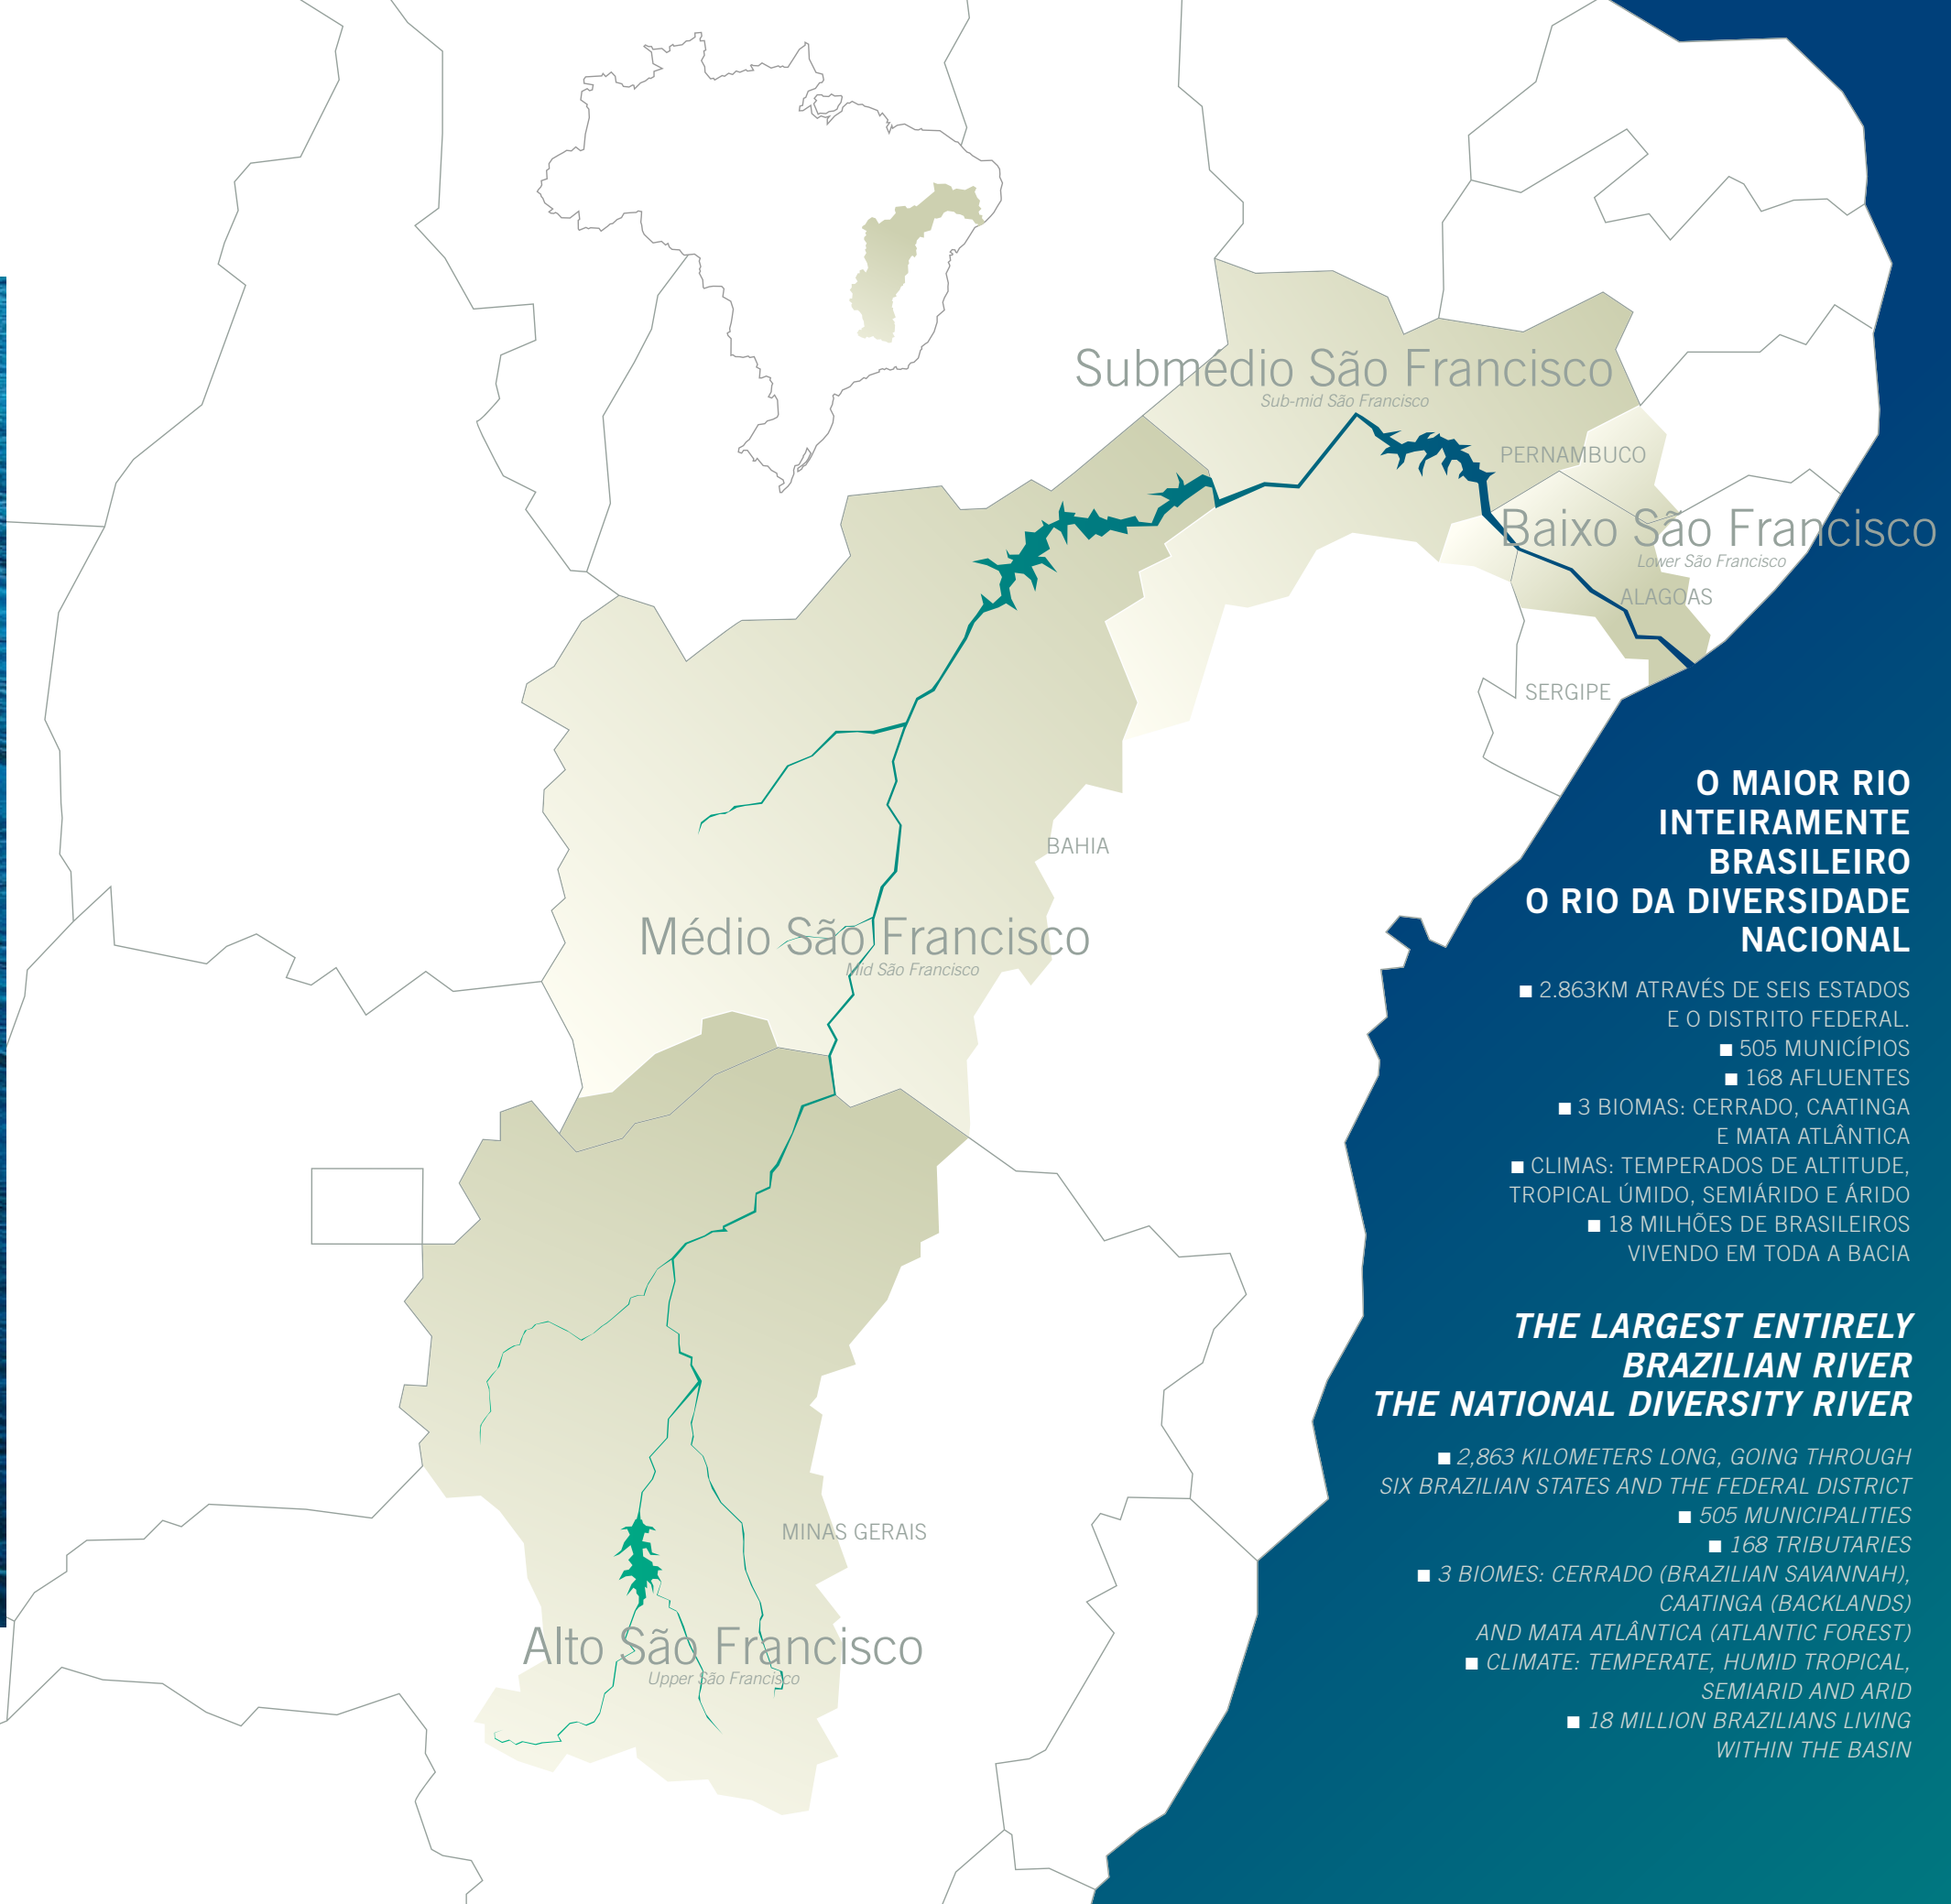 Submédio São Francisco
Sub-mid São Francisco
PERNAMBUCO
Baixo São Francisco
Lower São Francisco
ALAGOAS
SERGIPE
BAHIA
Médio São Francisco
Mid São Francisco
MINAS GERAIS
Alto São Francisco
Upper São Francisco
O MAIOR RIO
INTEIRAMENTE
BRASILEIRO
O RIO DA DIVERSIDADE
NACIONAL
■ 2.863KM ATRAVÉS DE SEIS ESTADOS
E O DISTRITO FEDERAL.
■ 505 MUNICÍPIOS
■ 168 AFLUENTES
■ 3 BIOMAS: CERRADO, CAATINGA
E MATA ATLÂNTICA
■ CLIMAS: TEMPERADOS DE ALTITUDE,
TROPICAL ÚMIDO, SEMIÁRIDO E ÁRIDO
■ 18 MILHÕES DE BRASILEIROS
VIVENDO EM TODA A BACIA
THE LARGEST ENTIRELY
BRAZILIAN RIVER
THE NATIONAL DIVERSITY RIVER
■ 2,863 KILOMETERS LONG, GOING THROUGH
SIX BRAZILIAN STATES AND THE FEDERAL DISTRICT
■ 505 MUNICIPALITIES
■ 168 TRIBUTARIES
■ 3 BIOMES: CERRADO (BRAZILIAN SAVANNAH),
CAATINGA (BACKLANDS)
AND MATA ATLÂNTICA (ATLANTIC FOREST)
■ CLIMATE: TEMPERATE, HUMID TROPICAL,
SEMIARID AND ARID
■ 18 MILLION BRAZILIANS LIVING
WITHIN THE BASIN